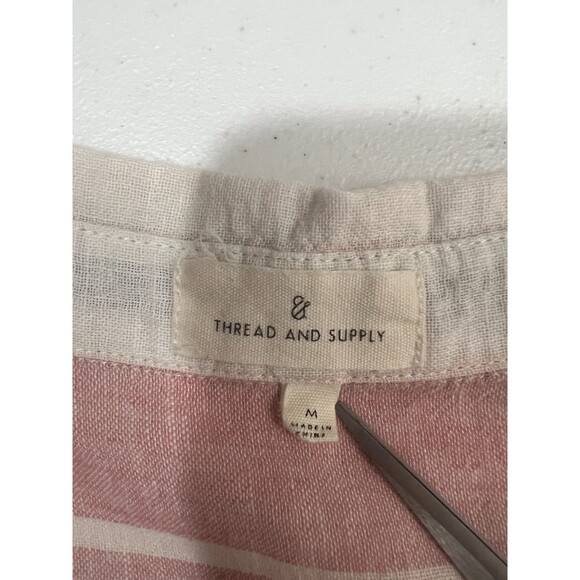 &
THREAD AND SUPPLY
M
MADE IN
CHINA